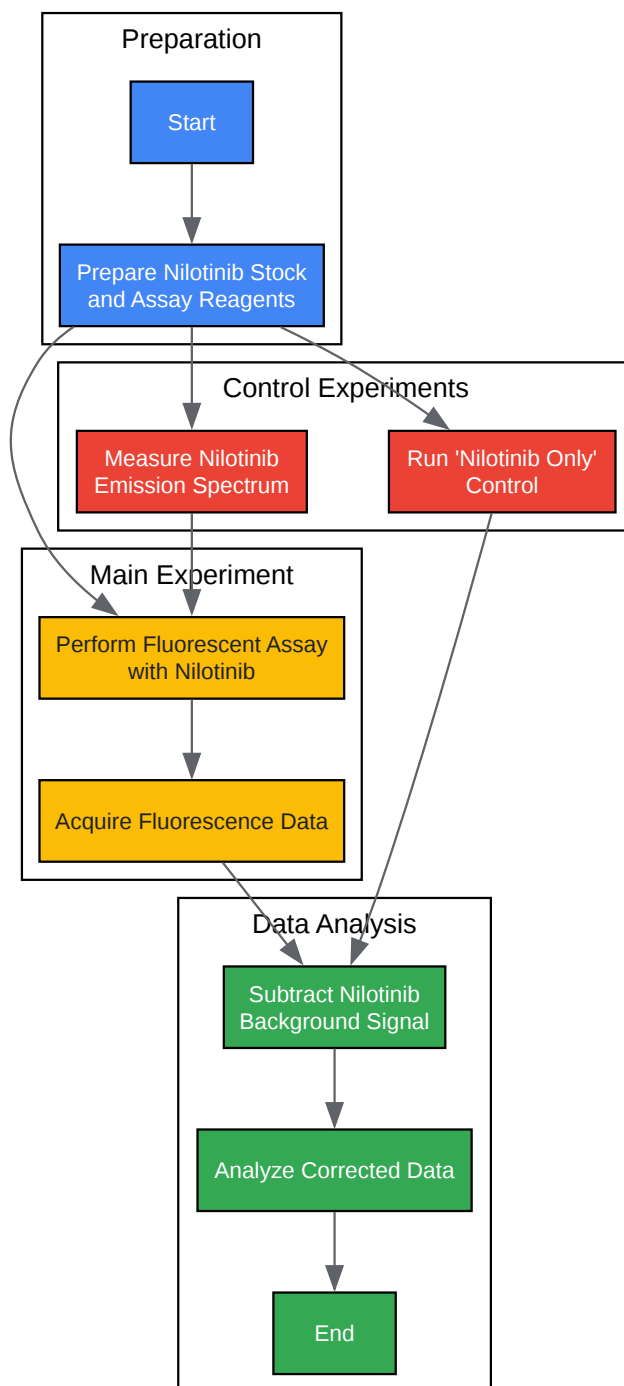 Preparation
Start
Prepare Nilotinib Stock
and Assay Reagents
Control Experiments
Measure Nilotinib
Emission Spectrum
Run 'Nilotinib Only'
Control
Main Experiment
Perform Fluorescent Assay
with Nilotinib
Acquire Fluorescence Data
Data Analysis
Subtract Nilotinib
Background Signal
Analyze Corrected Data
End